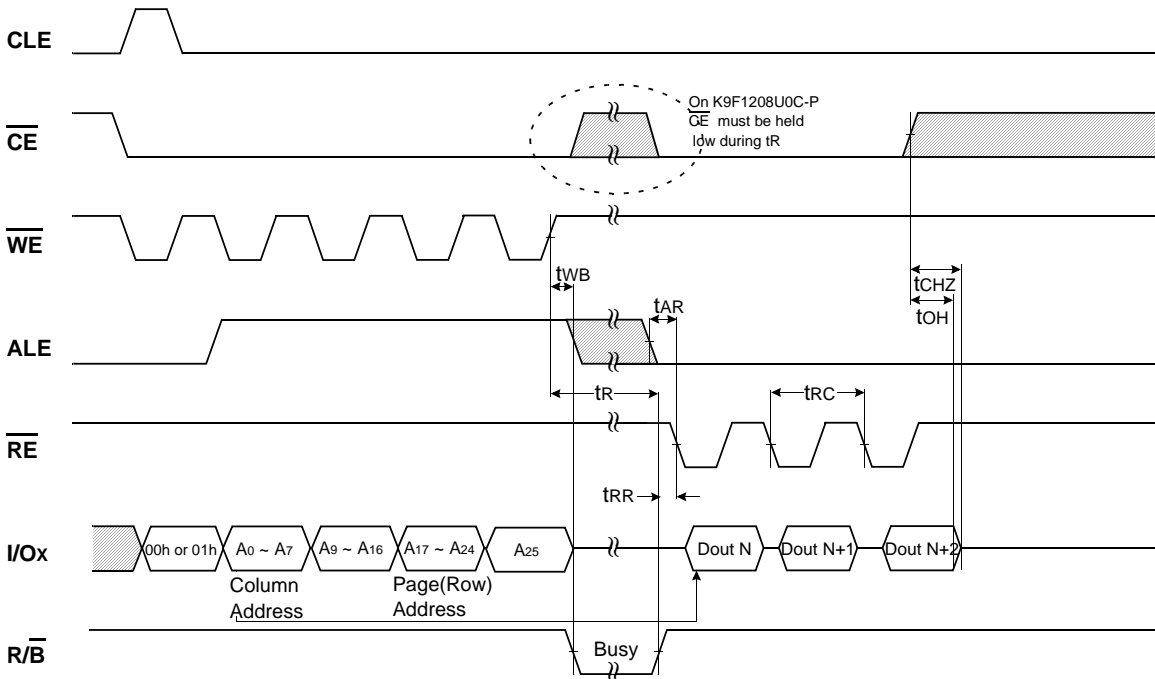 CLE
On K9F1208U0C-P
CE must be held
low during tR
CE
WE
tWB
tCHZ
tAR
tOH
ALE
tR
tRC
RE
tRR
I/Ox
00h or 01h
A0 ~ A7
A9 ~ A16
A17 ~ A24
A25
Dout N
Dout N+1
Dout N+2
Column
Address
Page(Row)
Address
R/B
Busy